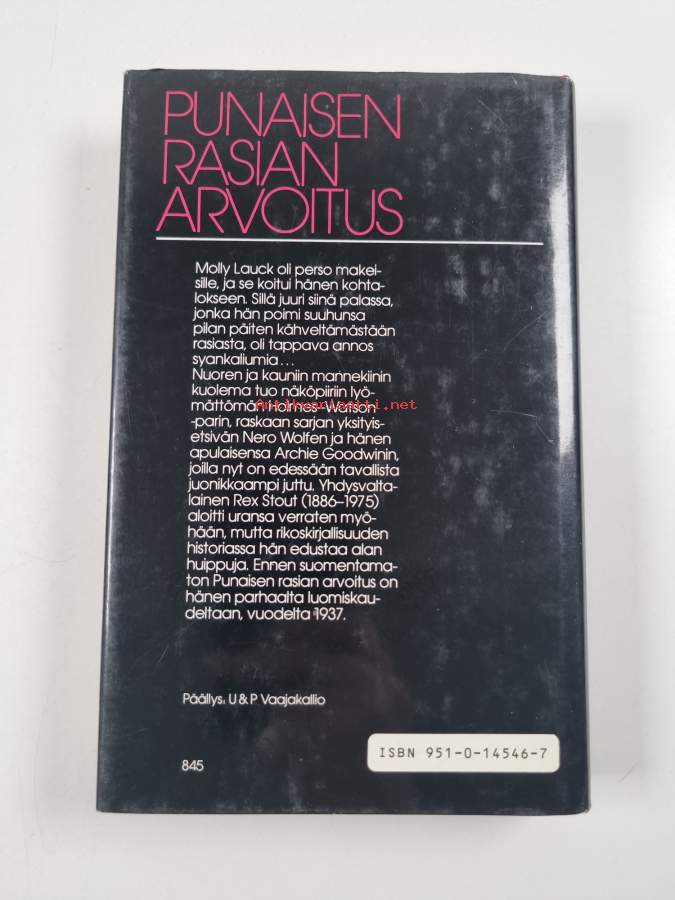 PUNAISEN
RASIAN
ARVOITUS
Molly Lauck oli perso makei-
sille, ja se koitui hänen kohta-
lokseen. Sillä juuri siinä palassa,
jonka hän poimi suuhunsa
pilan päiten kähveltämästään
rasiasta, oli tappava annos
syankaliumia...
Nuoren ja kauniin mannekiinin
kuolema tuo näköpiiriin lyö-
Antikvariaatti.net
mättömän Holmes-Watson
-parin, raskaan sarjan yksityis-
etsivän Nero Wolfen ja hänen
apulaisensa Archie Goodwinin,
joilla nyt on edessään tavallista
juonikkaampi juttu. Yhdysvalta-
lainen Rex Stout (1886-1975)
aloitti uransa verraten myö-
hään, mutta rikoskirjallisuuden
historiassa hän edustaa alan
huippuja. Ennen suomentama-
ton Punaisen rasian arvoitus on
hänen parhaalta luomiskau-
deltaan, vuodelta 1937.
Päällys: U & P Vaajakallio
ISBN 951-0-14546-7
845